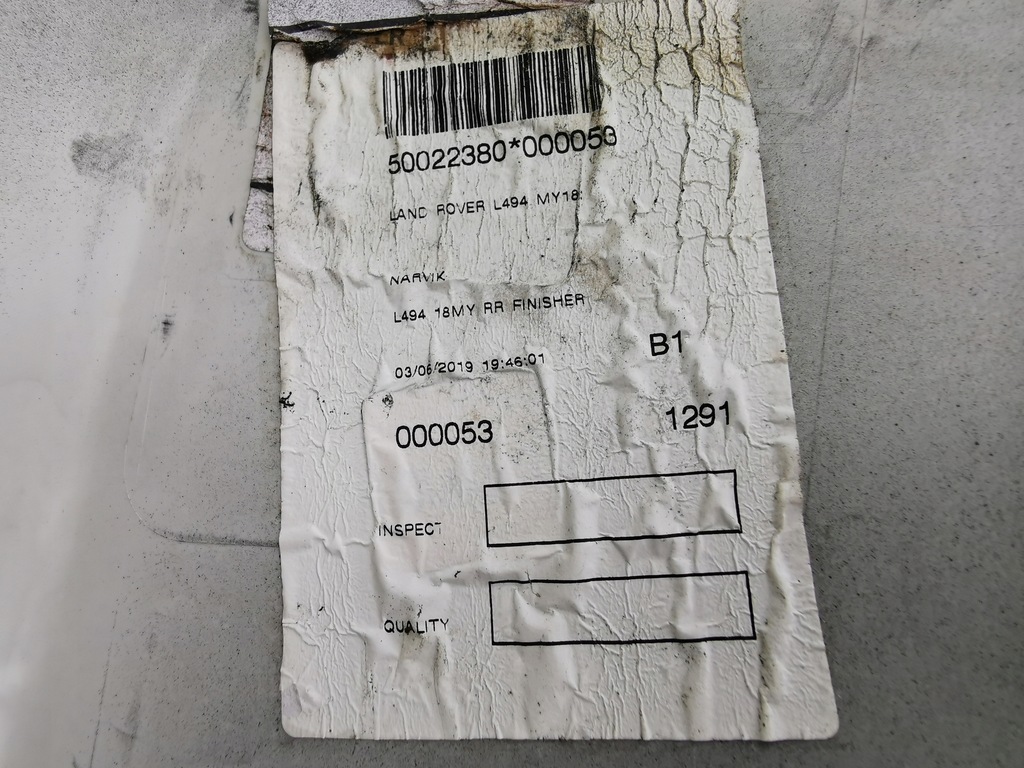 50022380*000053
LAND ROVER L494 MY18:
NARVIK
L494 18MY RR FINISHER
B1
03/06/2019 19:46:01
000053
1291
INSPECT
QUALITY